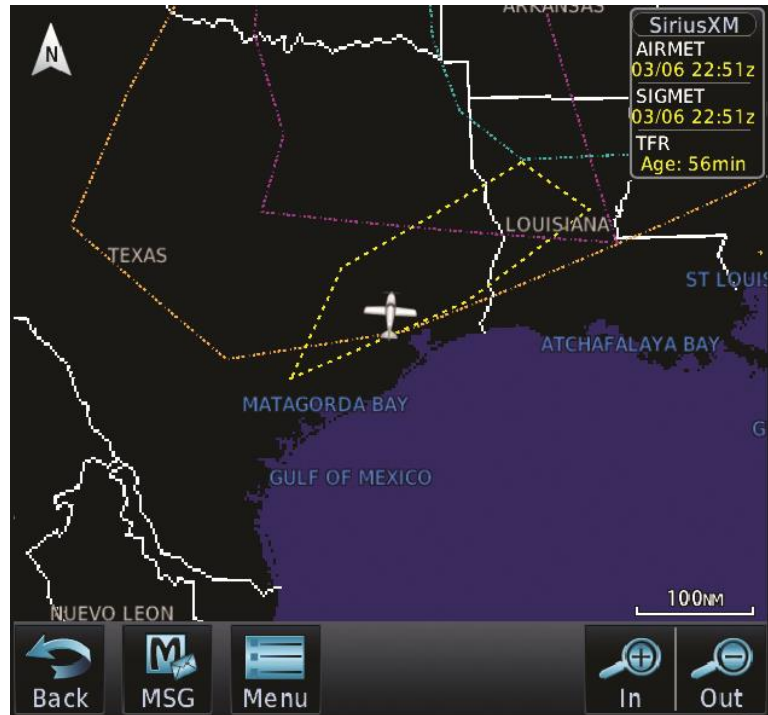 ARKANSAS
N
SiriusXM
AIRMET
03/06 22:51z
SIGMET
03/06 22:51z
TFR
Age: 56min
LOUISIANA
TEXAS
ST LOUIS
ATCHAFALAYA BAY
MATAGORDA BAY
G
GULF OF MEXICO
100NM
NUEVO LEON
Back
MSG
Menu
In
Out